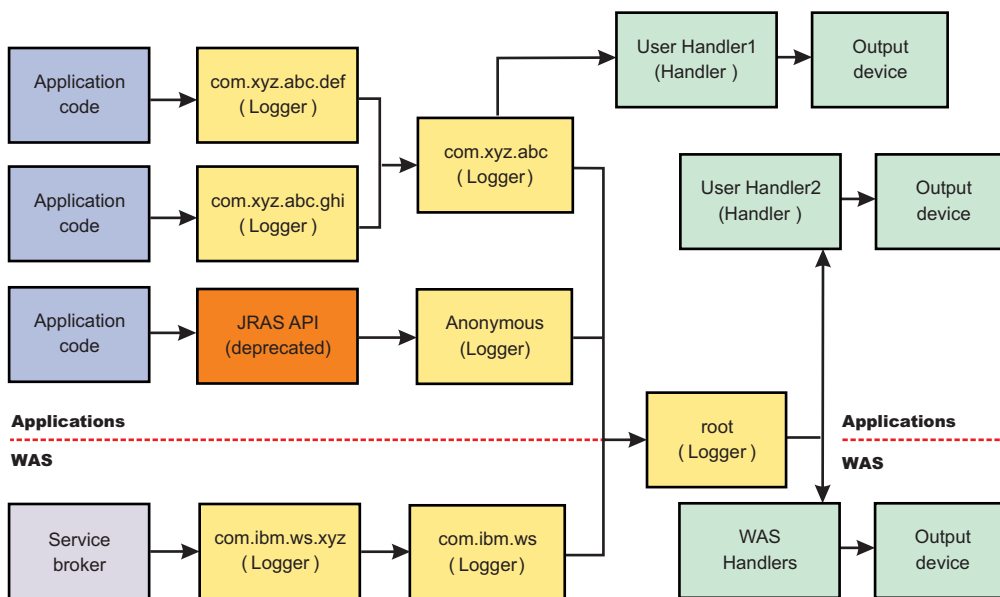 Application
code
com.xyz.abc.def
( Logger )
User Handler1
(Handler )
Output
device
com.xyz.abc
( Logger )
Application
code
com.xyz.abc.ghi
( Logger )
User Handler2
(Handler )
Output
device
Application
code
JRAS API
(deprecated)
Anonymous
(Logger)
Applications
WAS
root
( Logger )
Applications
WAS
Service
broker
com.ibm.ws.xyz
( Logger )
com.ibm.ws
( Logger )
WAS
Handlers
Output
device